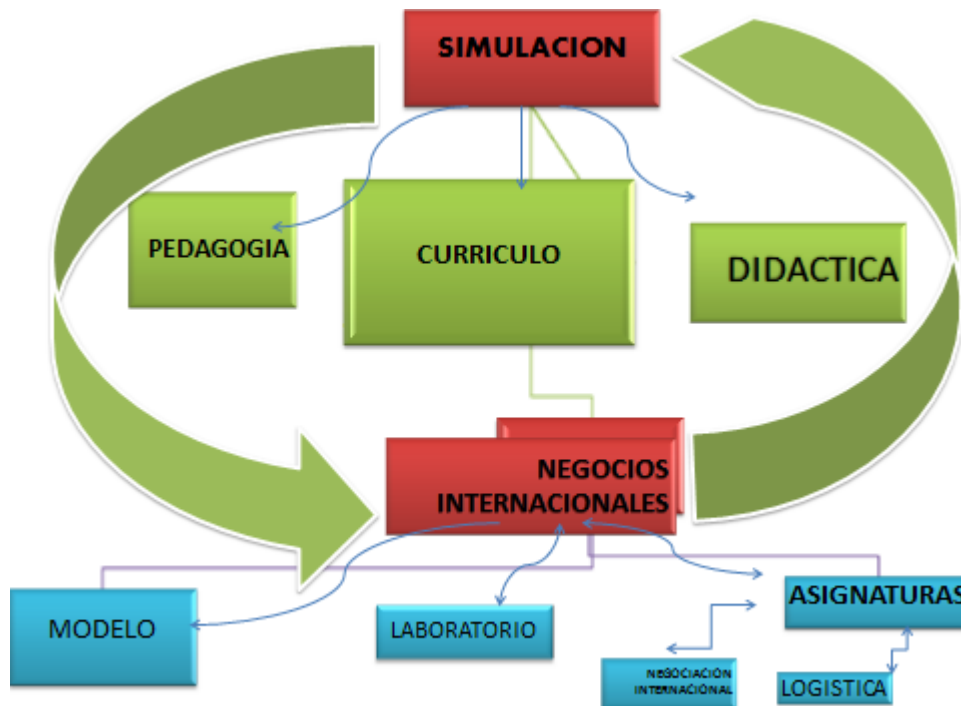 SIMULACION
PEDAGOGIA
CURRICULO
DIDACTICA
NEGOCIOS
INTERNACIONALES
MODELO
LABORATORIO
ASIGNATURAS
NEGOCIACIÓN
INTERNACIONAL
LOGISTICA